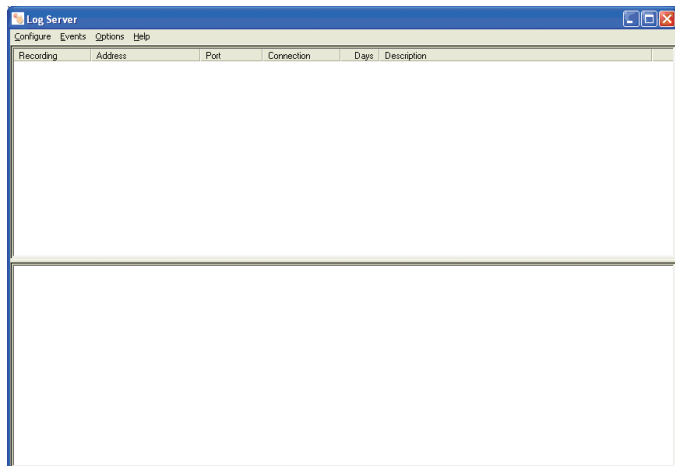 Log Server
Configure Events Options Help
Recording Address Port Connection Days Description